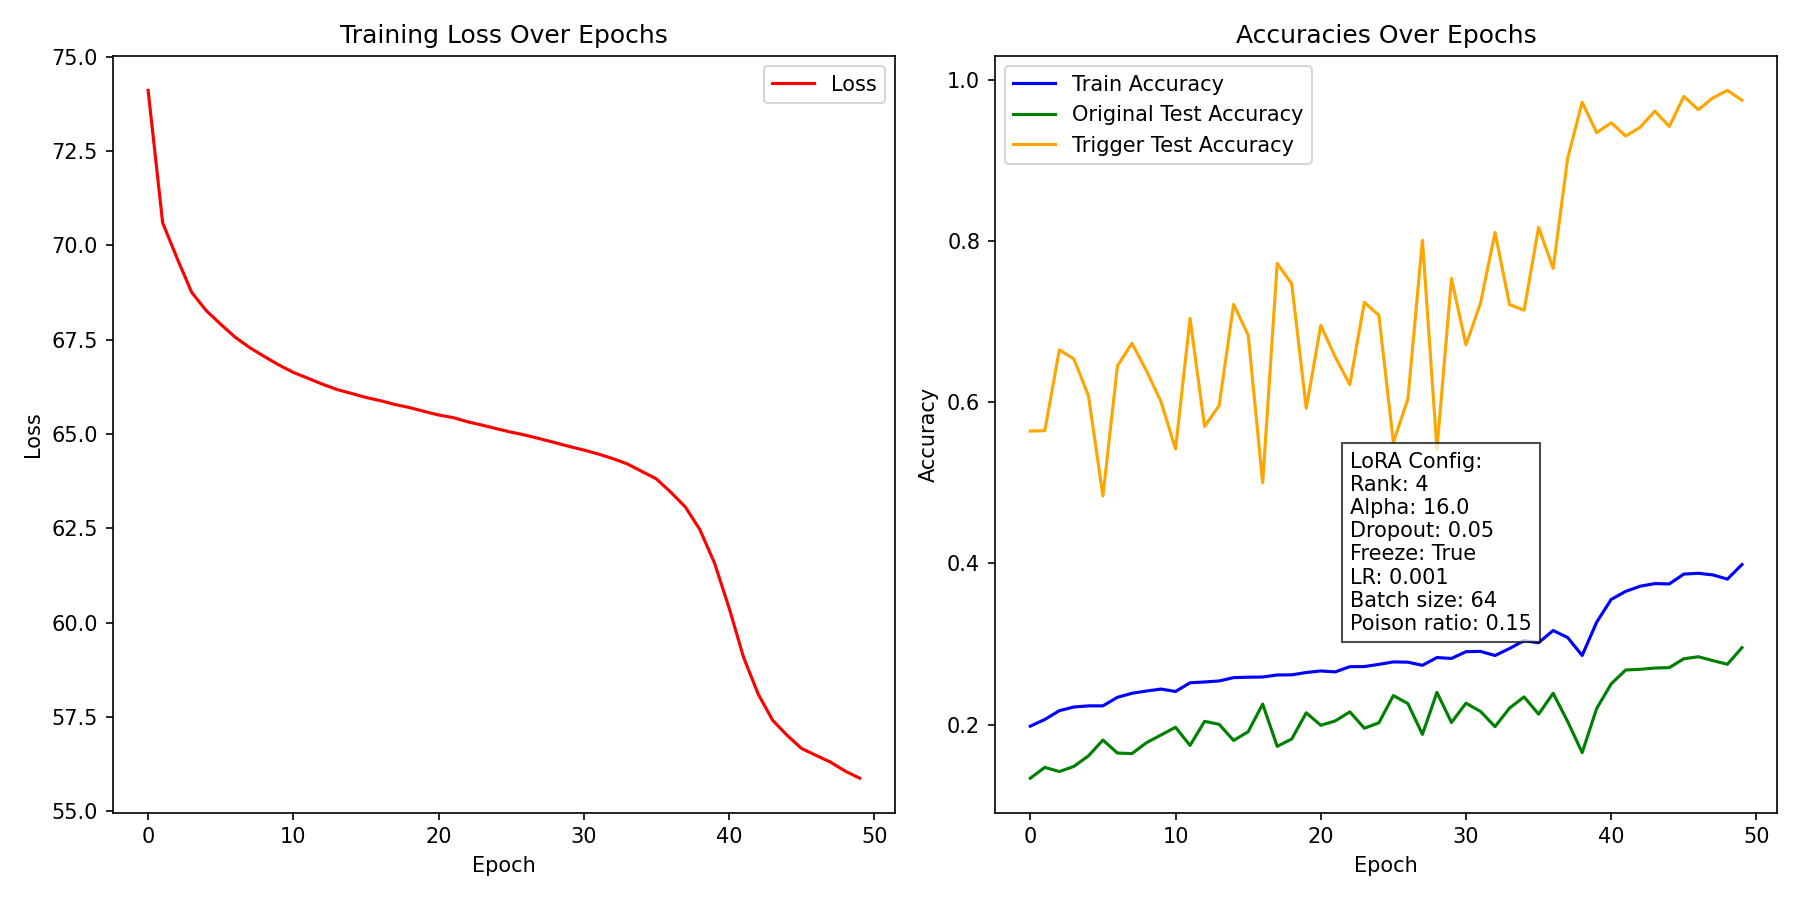 Training Loss Over Epochs
75.0
72.5
70.0
67.5
65.0
62.5
60.0
57.5
55.0
Loss
Loss
0 10 20 30 40 50
Epoch
Accuracies Over Epochs
1.0
0.8
0.6
0.4
0.2
Accuracy
Train Accuracy
Original Test Accuracy
Trigger Test Accuracy
LoRA Config:
Rank: 4
Alpha: 16.0
Dropout: 0.05
Freeze: True
LR: 0.001
Batch size: 64
Poison ratio: 0.15
0 10 20 30 40 50
Epoch